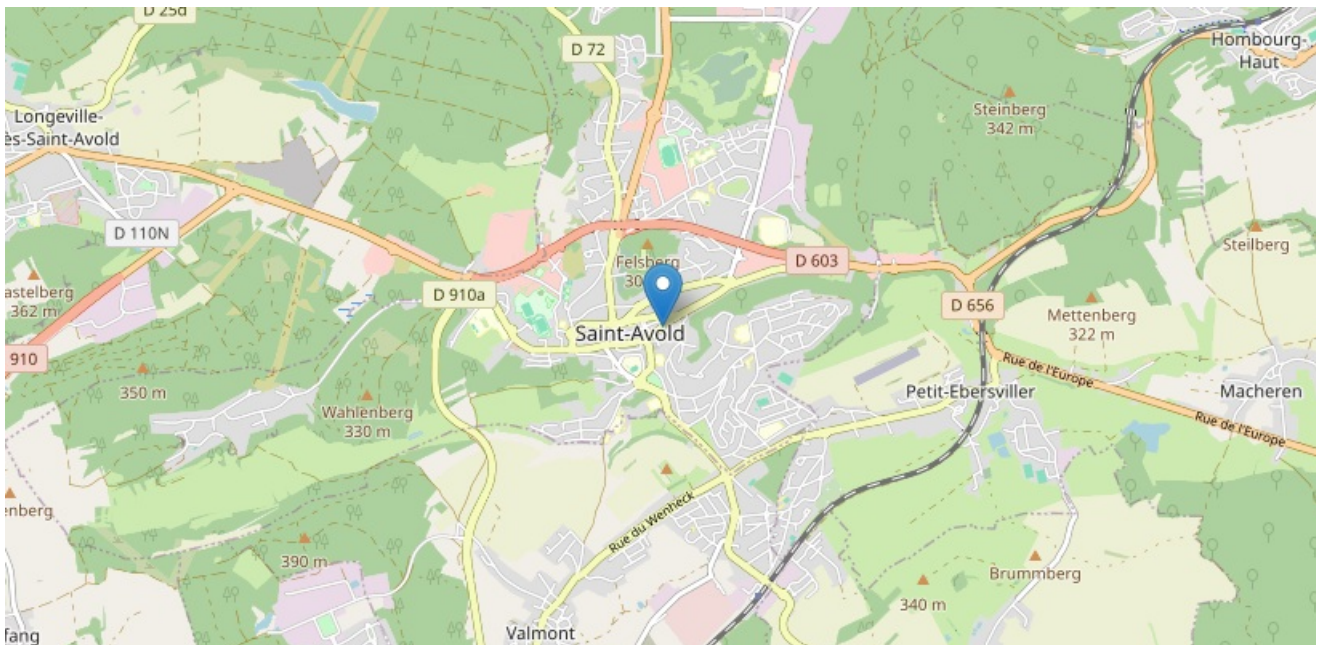 D 25d
D 72
Hombourg-
Haut
Steinberg
342 m
Longeville-
ès-Saint-Avold
D 110N
Steilberg
Felsberg
D 603
astelberg
362 m
D 910a
D 656
Mettenberg
322 m
Saint-Avold
910
Rue de l'Europe
350 m
Petit-Ebersviller
Macheren
Wahlenberg
330 m
Rue de l'Europe
enberg
Rue du Wenheck
390 m
Brummberg
340 m
fang
Valmont